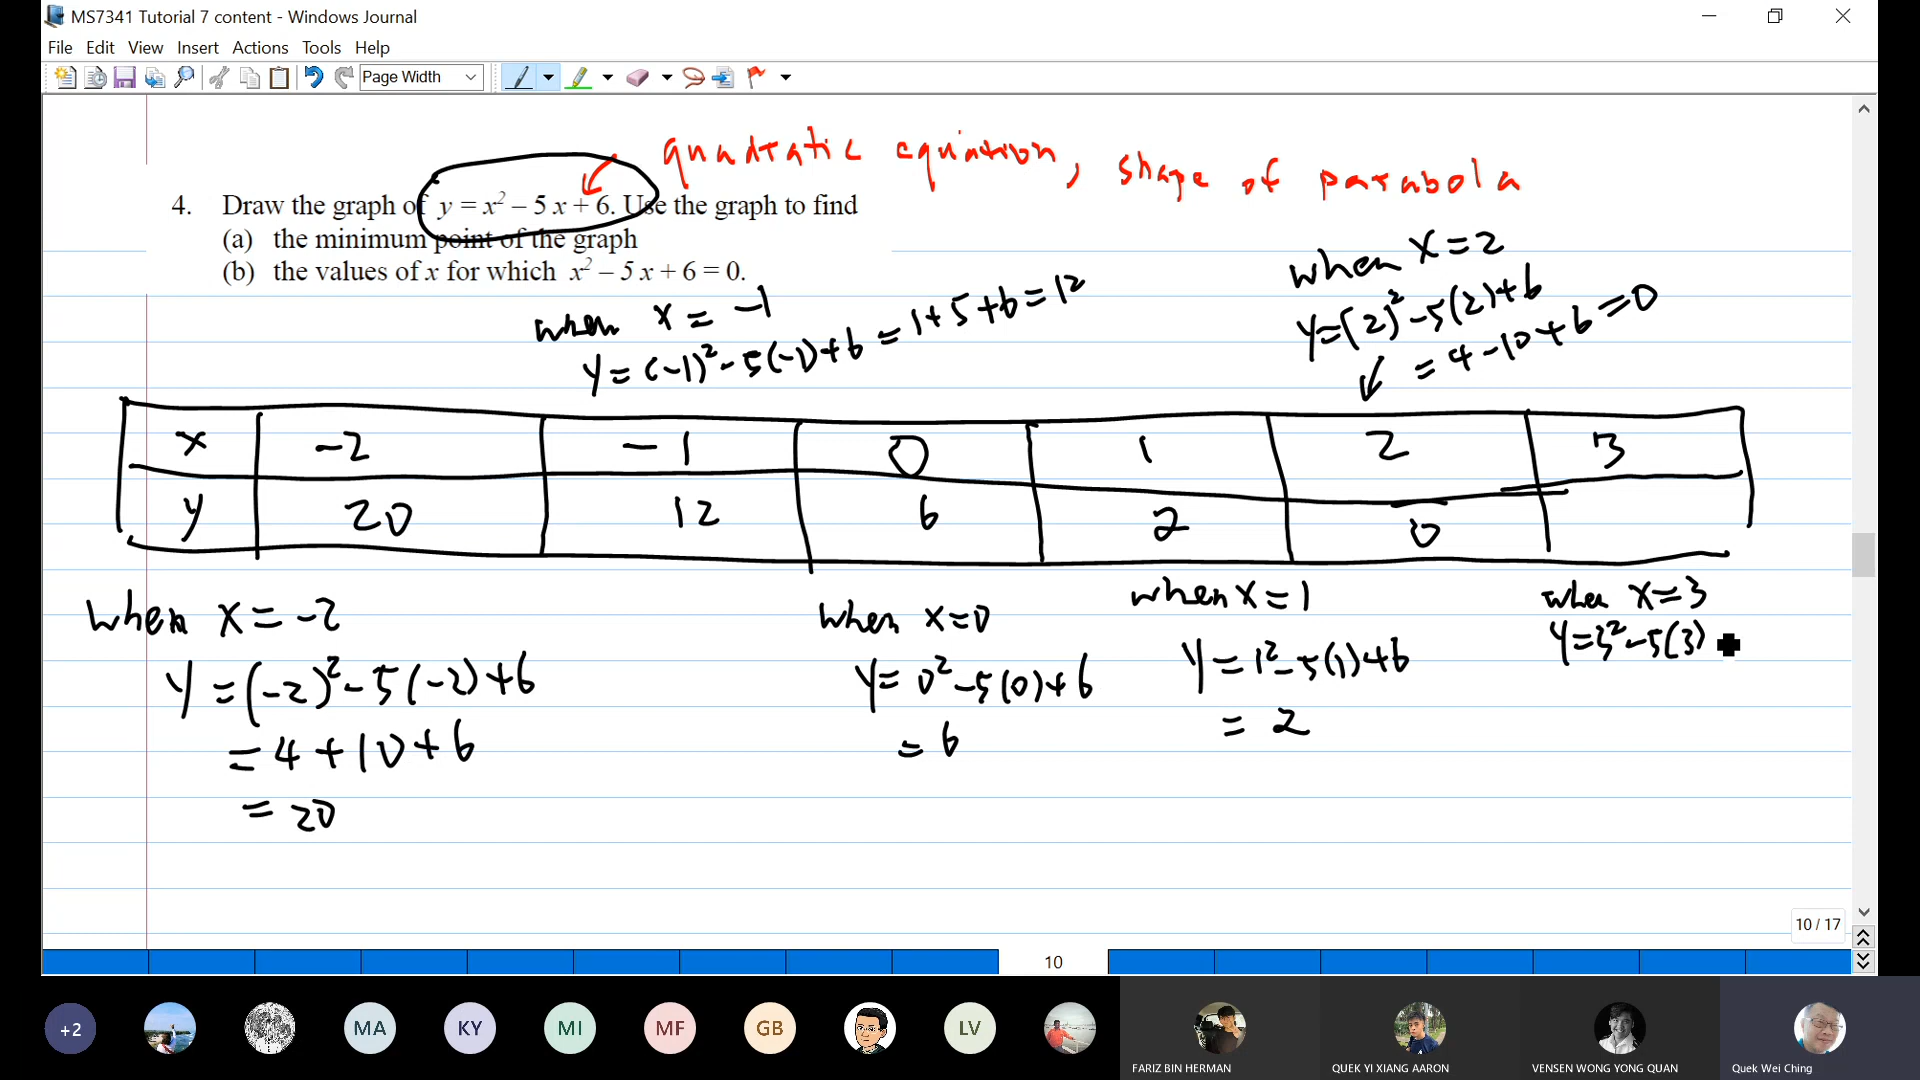 MS7341 Tutorial 7 content - Windows Journal
File Edit View Insert Actions Tools Help
Page Width
quadratic equation, shape of parabola
4. Draw the graph of y = x² – 5 x + 6. Use the graph to find
(a) the minimum point of the graph
(b) the values of x for which x² – 5 x + 6 = 0.
when x = -1
y = (-1)² - 5(-1) + 6 = 1 + 5 + 6 = 12
when x = 2
y = (2)² - 5(2) + 6
= 4 - 10 + 6 = 0
x -2 -1 0 1 2 3
y 20 12 6 2 0
when x = -2
y = (-2)² - 5(-2) + 6
= 4 + 10 + 6
= 20
when x = 0
y = 0² - 5(0) + 6
= 6
when x = 1
y = 1² - 5(1) + 6
= 2
when x = 3
y = 3² - 5(3)
10 / 17
10
+2 MA KY MI MF GB LV
FARIZ BIN HERMAN
QUEK YI XIANG AARON
VENSEN WONG YONG QUAN
Quek Wei Ching